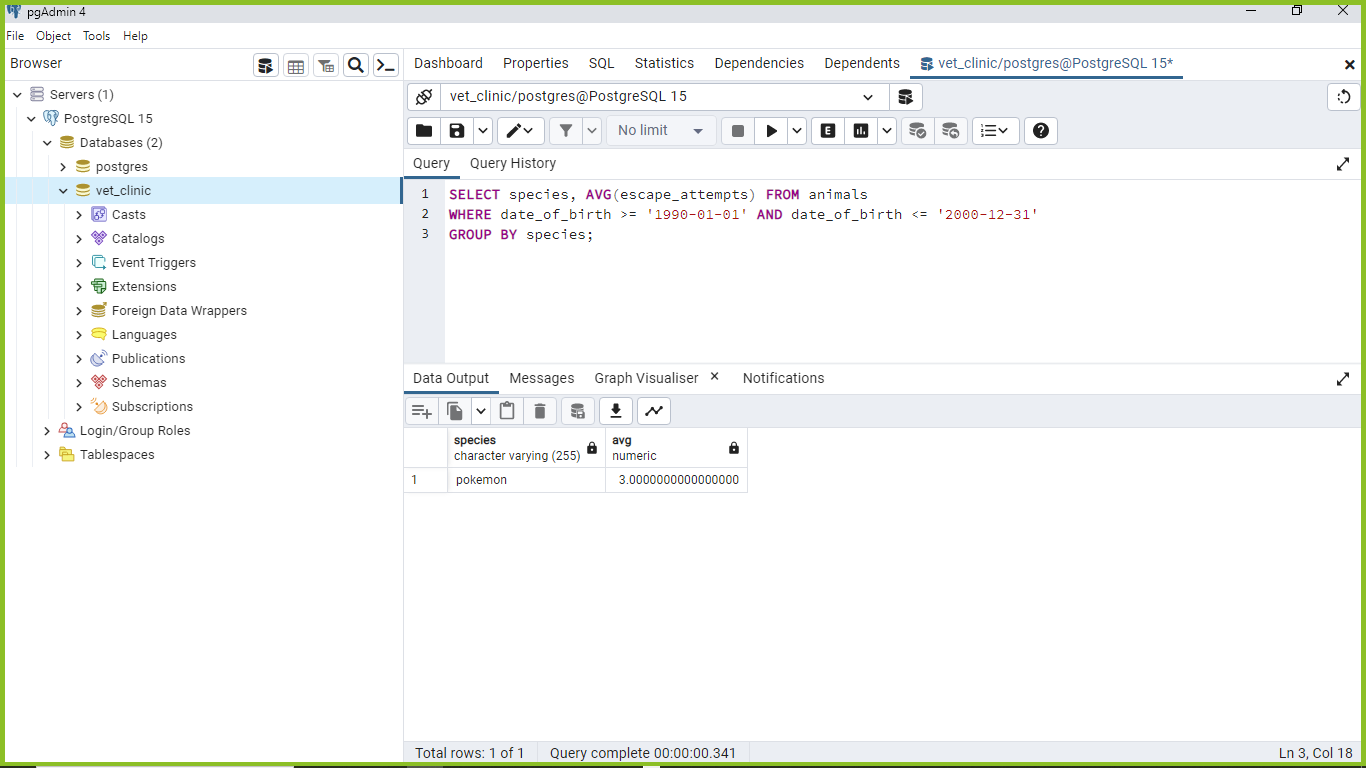 pgAdmin 4
File Object Tools Help
Browser
Dashboard Properties SQL Statistics Dependencies Dependents vet_clinic/postgres@PostgreSQL 15*
Servers (1)
PostgreSQL 15
Databases (2)
postgres
vet_clinic
Casts
Catalogs
Event Triggers
Extensions
Foreign Data Wrappers
Languages
Publications
Schemas
Subscriptions
Login/Group Roles
Tablespaces
vet_clinic/postgres@PostgreSQL 15
No limit
E
Query Query History
1 SELECT species, AVG(escape_attempts) FROM animals
2 WHERE date_of_birth >= '1990-01-01' AND date_of_birth <= '2000-12-31'
3 GROUP BY species;
Data Output Messages Graph Visualiser Notifications
species avg
character varying (255) numeric
1 pokemon 3.0000000000000000
Total rows: 1 of 1 Query complete 00:00:00.341 Ln 3, Col 18